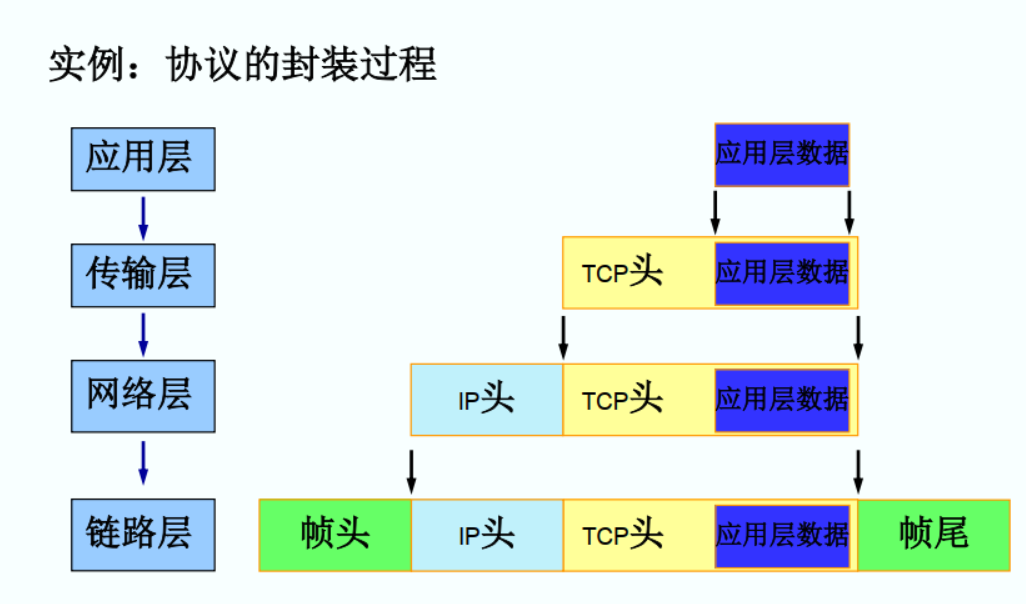 实例：协议的封装过程
应用层
应用层数据
传输层
TCP头 应用层数据
网络层
IP头 TCP头 应用层数据
链路层
帧头 IP头 TCP头 应用层数据 帧尾